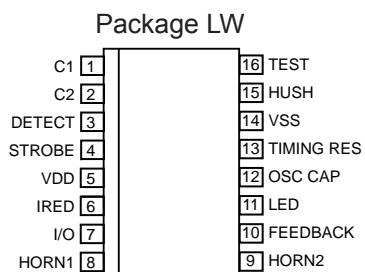 Package LW
C1 1
C2 2
DETECT 3
STROBE 4
VDD 5
IRED 6
I/O 7
HORN1 8
16 TEST
15 HUSH
14 VSS
13 TIMING RES
12 OSC CAP
11 LED
10 FEEDBACK
9 HORN2